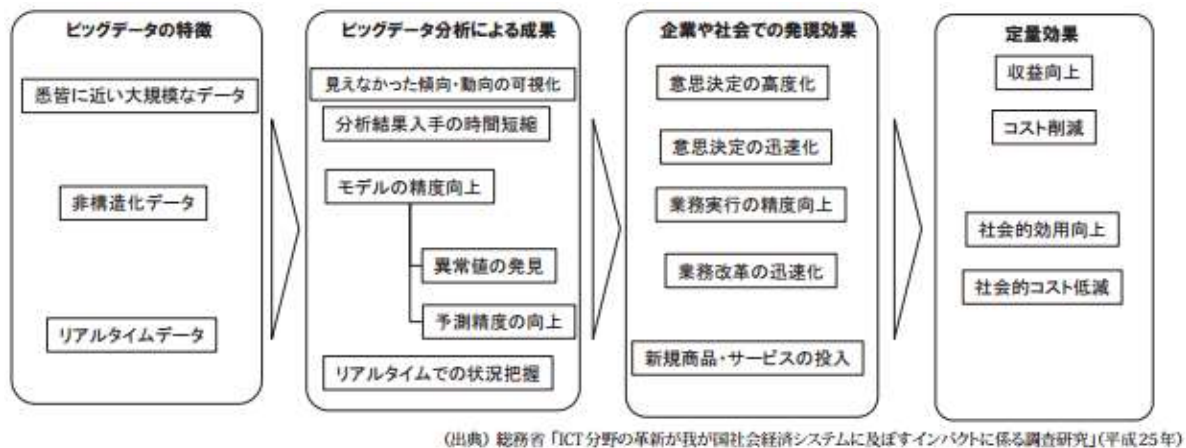 ビッグデータの特徴
悉皆に近い大規模なデータ
非構造化データ
リアルタイムデータ
ビッグデータ分析による成果
見えなかった傾向・動向の可視化
分析結果入手の時間短縮
モデルの精度向上
異常値の発見
予測精度の向上
リアルタイムでの状況把握
企業や社会での発現効果
意思決定の高度化
意思決定の迅速化
業務実行の精度向上
業務改革の迅速化
新規商品・サービスの投入
定量効果
収益向上
コスト削減
社会的効用向上
社会的コスト低減
(出典)総務省「ICT分野の革新が我が国社会経済システムに及ぼすインパクトに係る調査研究」(平成25年)